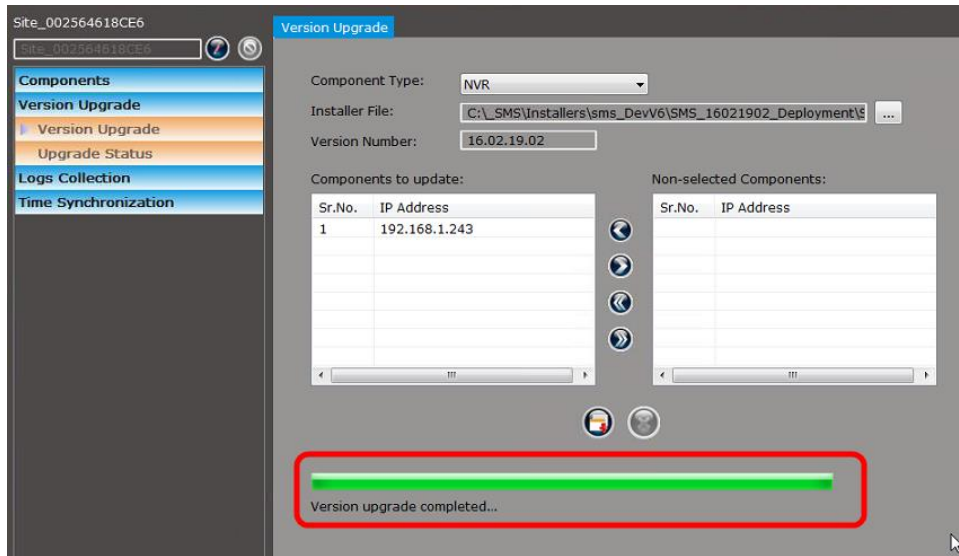 Site_002564618CE6
Site_002564618CE6
Components
Version Upgrade
Version Upgrade
Upgrade Status
Logs Collection
Time Synchronization
Version Upgrade
Component Type: NVR
Installer File: C:\_SMS\Installers\sms_DevV6\SMS_16021902_Deployment\S ...
Version Number: 16.02.19.02
Components to update:
Sr.No. IP Address
1 192.168.1.243
Non-selected Components:
Sr.No. IP Address
Version upgrade completed...